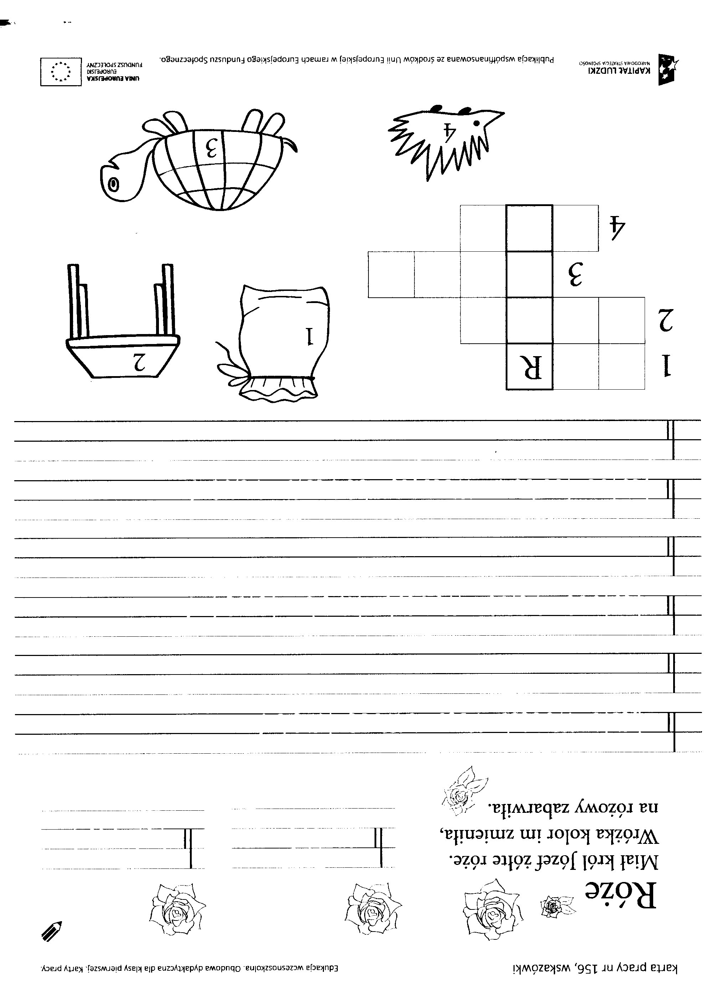 karta pracy nr 156, wskazówki
Edukacja wczesnoszkolna. Obudowa dydaktyczna dla klasy pierwszej. Karty pracy.
Róże
Miał król Józef żółte róże.
Wróżka kolor im zmieniła,
na różowy zabarwiła.
1
R
2
3
4
1
2
3
4
KAPITAŁ LUDZKI
NARODOWA STRATEGIA SPÓJNOŚCI
Publikacja współfinansowana ze środków Unii Europejskiej w ramach Europejskiego Funduszu Społecznego.
UNIA EUROPEJSKA
EUROPEJSKI
FUNDUSZ SPOŁECZNY